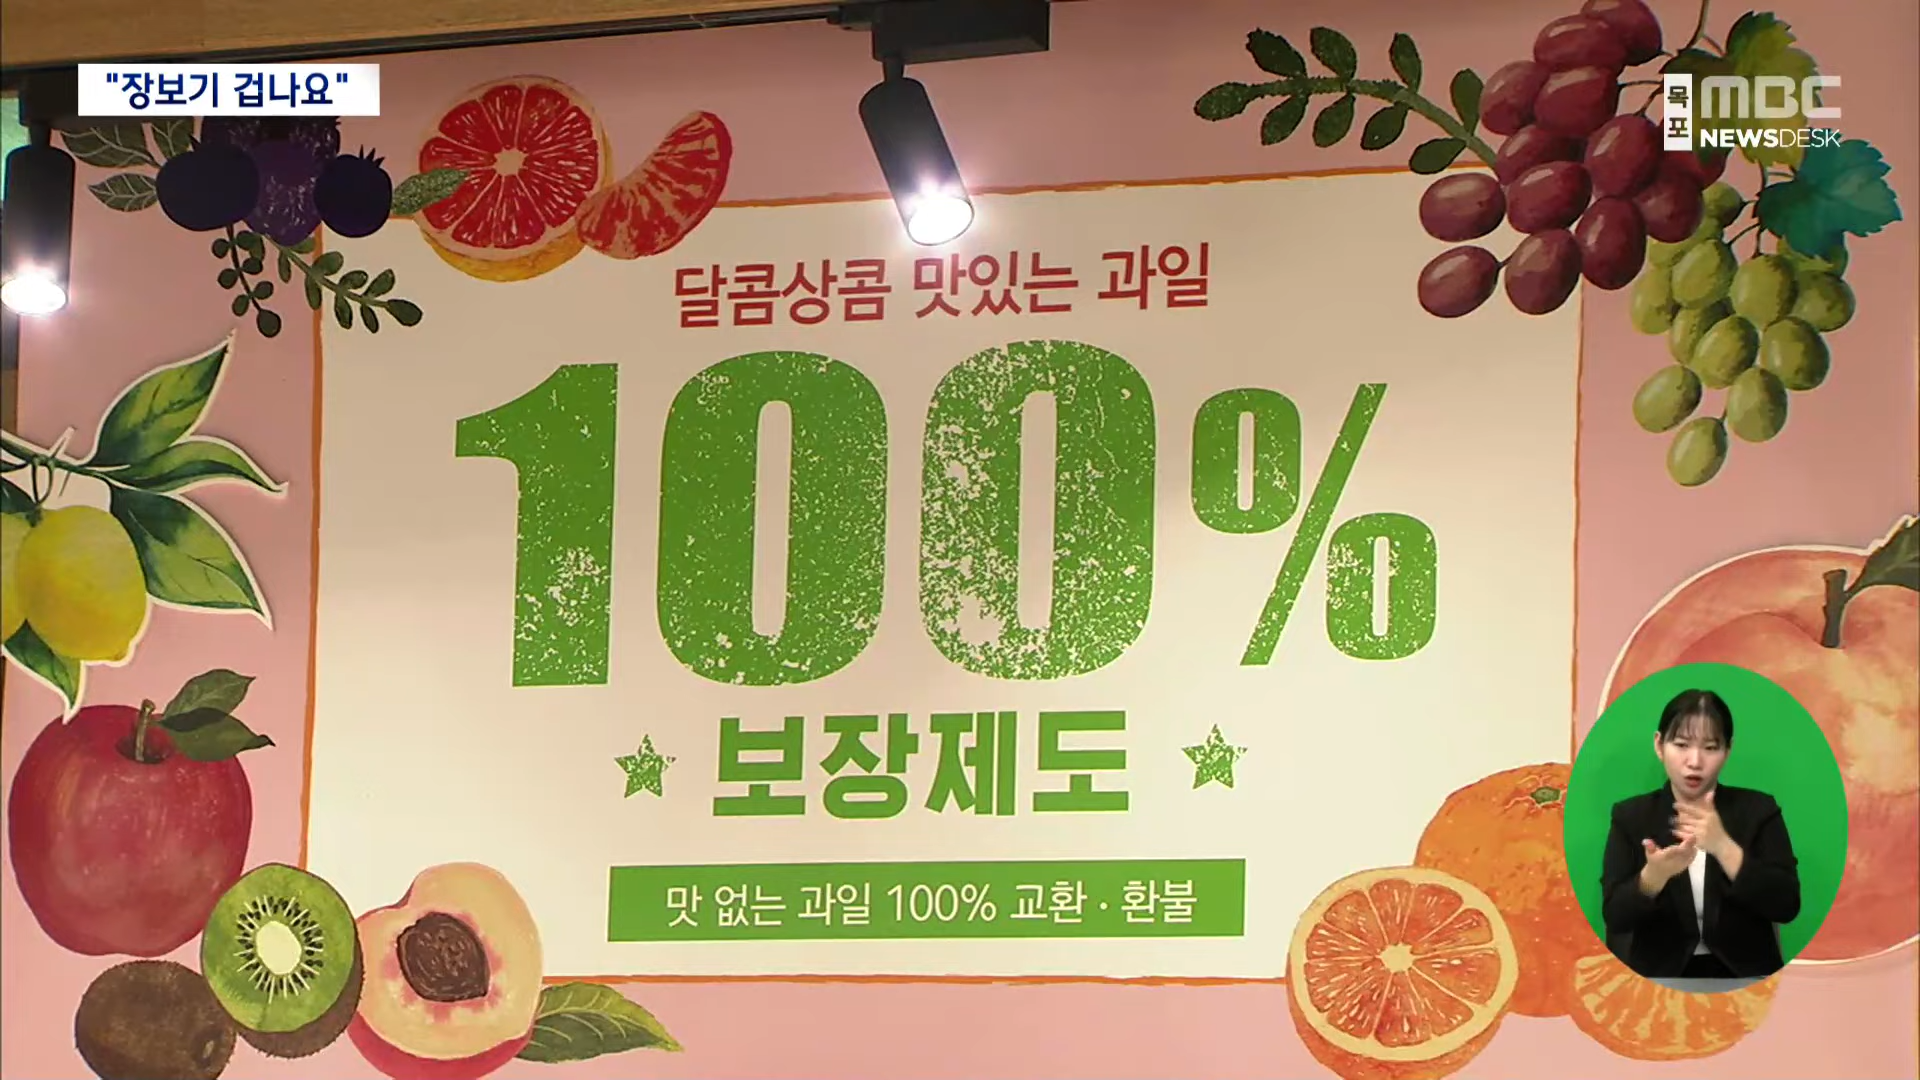 "장보기 겁나요"
목포 MBC
NEWSDESK
달콤상콤 맛있는 과일
100%
보장제도
맛 없는 과일 100% 교환 · 환불